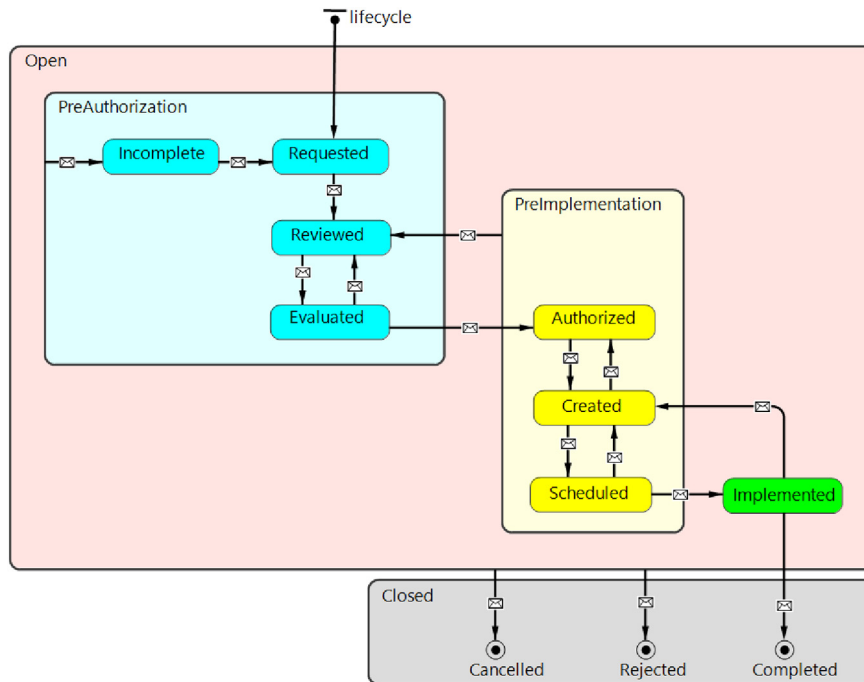 lifecycle
Open
PreAuthorization
Incomplete
Requested
PreImplementation
Reviewed
Evaluated
Authorized
Created
Scheduled
Implemented
Closed
Cancelled
Rejected
Completed